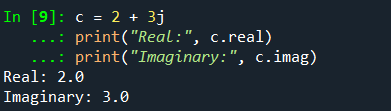 In [9]: c = 2 + 3j
   ...: print("Real:", c.real)
   ...: print("Imaginary:", c.imag)
Real: 2.0
Imaginary: 3.0